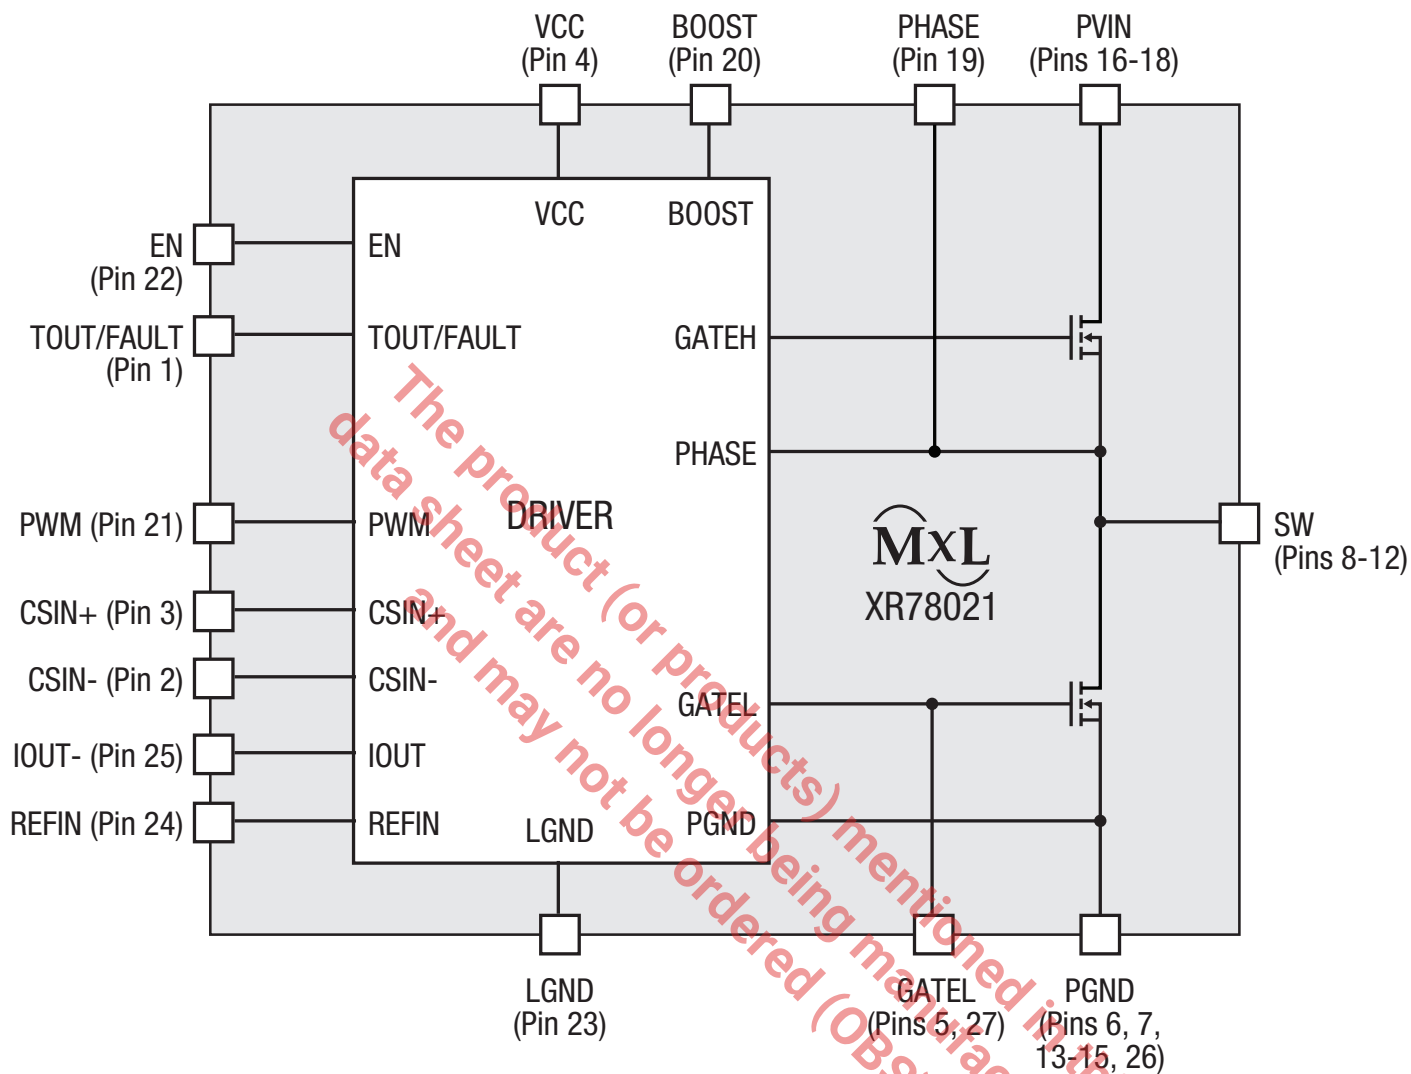 VCC
(Pin 4)
BOOST
(Pin 20)
PHASE
(Pin 19)
PVIN
(Pins 16-18)
VCC
BOOST
EN
(Pin 22)
EN
TOUT/FAULT
(Pin 1)
TOUT/FAULT
GATEH
PHASE
PWM (Pin 21)
PWM
DRIVER
MXL
XR78021
SW
(Pins 8-12)
CSIN+ (Pin 3)
CSIN+
CSIN- (Pin 2)
CSIN-
GATEL
IOUT- (Pin 25)
IOUT
REFIN (Pin 24)
REFIN
LGND
PGND
LGND
(Pin 23)
GATEL
(Pins 5, 27)
PGND
(Pins 6, 7,
13-15, 26)
The product (or products) mentioned in
data sheet are no longer being
and may not be ordered